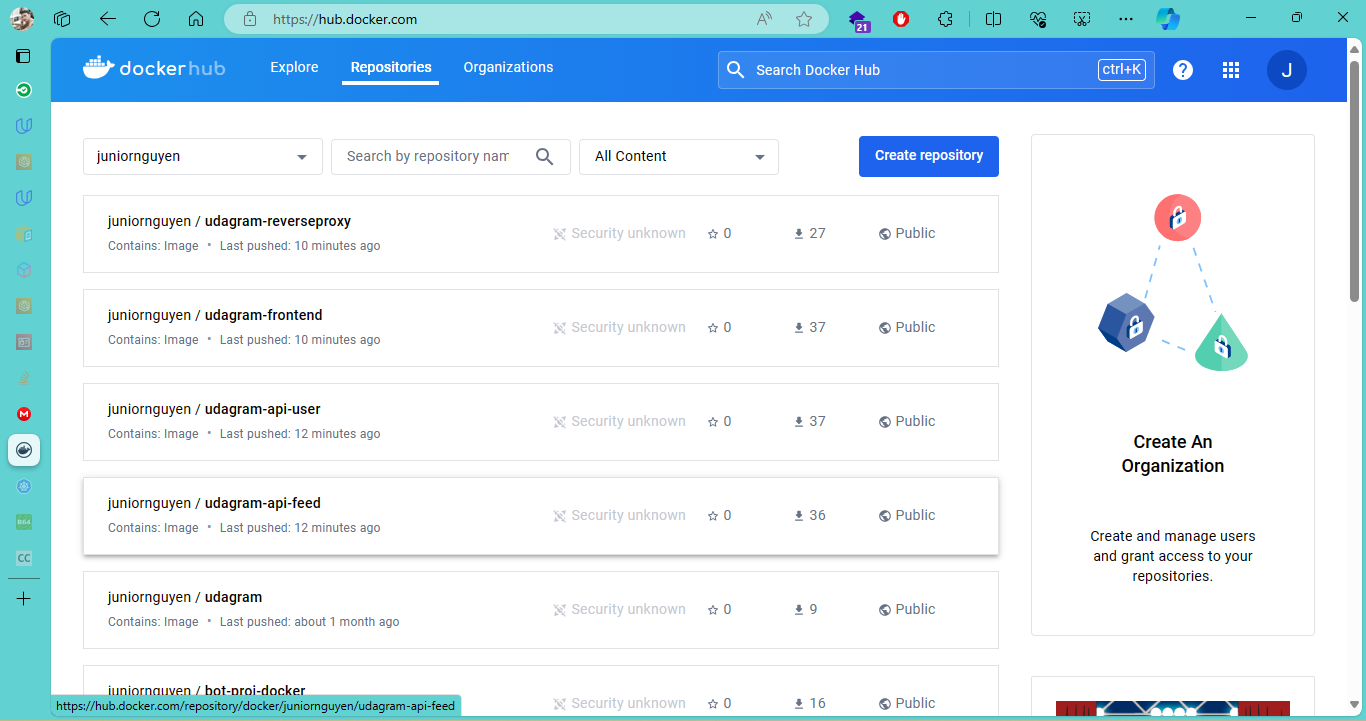 https://hub.docker.com
21
docker hub
Explore
Repositories
Organizations
Search Docker Hub
ctrl+K
?
J
juniornguyen
Search by repository nam
All Content
Create repository
juniornguyen / udagram-reverseproxy
Contains: Image • Last pushed: 10 minutes ago
Security unknown
0
27
Public
juniornguyen / udagram-frontend
Contains: Image • Last pushed: 10 minutes ago
Security unknown
0
37
Public
juniornguyen / udagram-api-user
Contains: Image • Last pushed: 12 minutes ago
Security unknown
0
37
Public
juniornguyen / udagram-api-feed
Contains: Image • Last pushed: 12 minutes ago
Security unknown
0
36
Public
juniornguyen / udagram
Contains: Image • Last pushed: about 1 month ago
Security unknown
0
9
Public
juniornguyen / bot-proj-docker
Security unknown
0
16
Public
Create An
Organization
Create and manage users
and grant access to your
repositories.
M
B64
CC
https://hub.docker.com/repository/docker/juniornguyen/udagram-api-feed